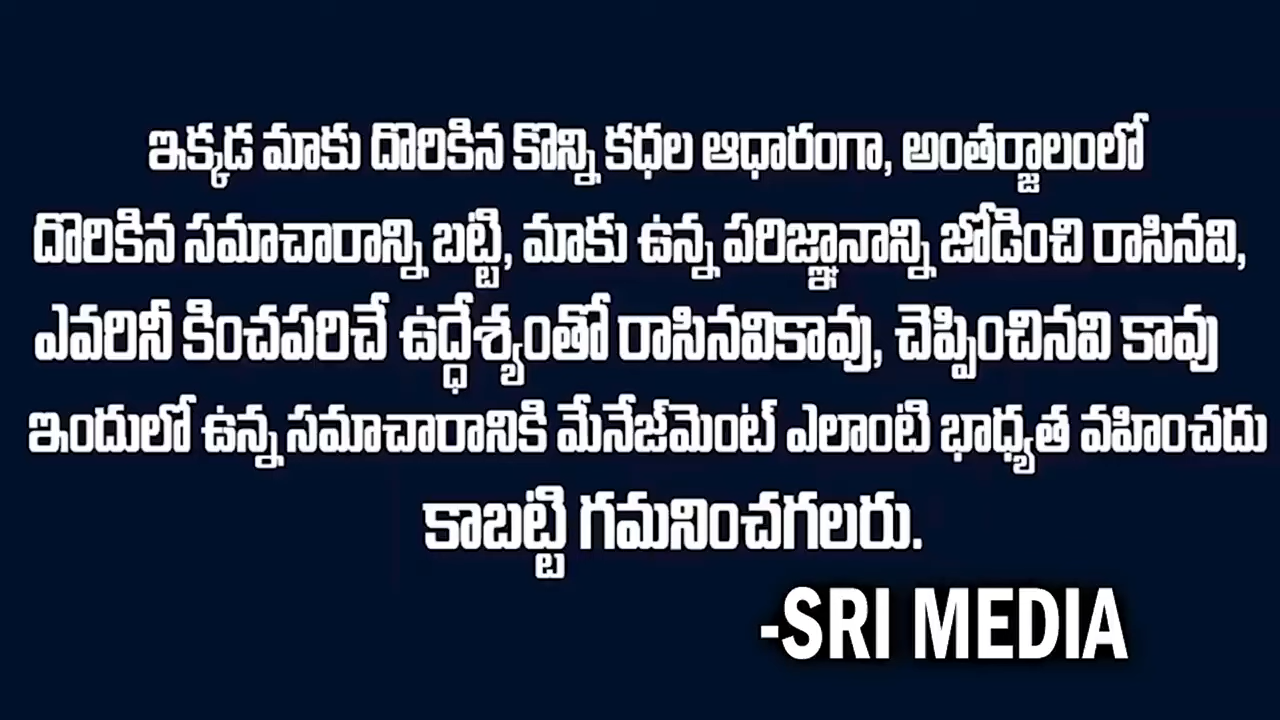 ఇక్కడ మాకు దొరికిన కొన్ని కధల ఆధారంగా, అంతర్జాలంలో
దొరికిన సమాచారాన్ని బట్టి, మాకు ఉన్న పరిజ్ఞానాన్ని జోడించి రాసినవి,
ఎవరినీ కించపరిచే ఉద్ధేశ్యంతో రాసినవికావు, చెప్పించినవి కావు
ఇందులో ఉన్న సమాచారానికి మేనేజ్‌మెంట్ ఎలాంటి భాధ్యత వహించదు
కాబట్టి గమనించగలరు.
-SRI MEDIA